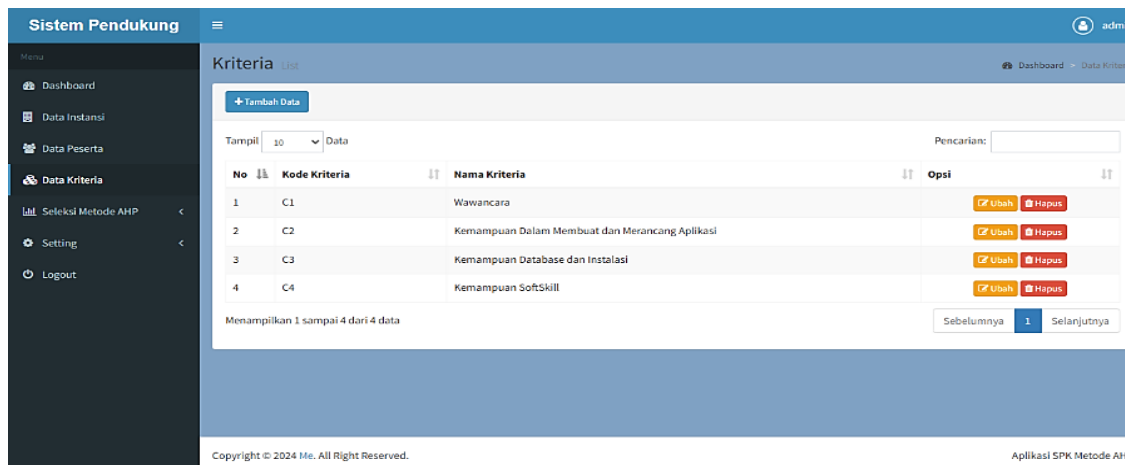 Sistem Pendukung
adm
Menu
Kriteria List
Dashboard > Data Kriter
Dashboard
Data Instansi
Data Peserta
Data Kriteria
Seleksi Metode AHP
Setting
Logout
+ Tambah Data
Tampil 10 Data
Pencarian:
No Kode Kriteria Nama Kriteria Opsi
1 C1 Wawancara Ubah Hapus
2 C2 Kemampuan Dalam Membuat dan Merancang Aplikasi Ubah Hapus
3 C3 Kemampuan Database dan Instalasi Ubah Hapus
4 C4 Kemampuan SoftSkill Ubah Hapus
Menampilkan 1 sampai 4 dari 4 data
Sebelumnya 1 Selanjutnya
Copyright © 2024 Me. All Right Reserved.
Aplikasi SPK Metode AH